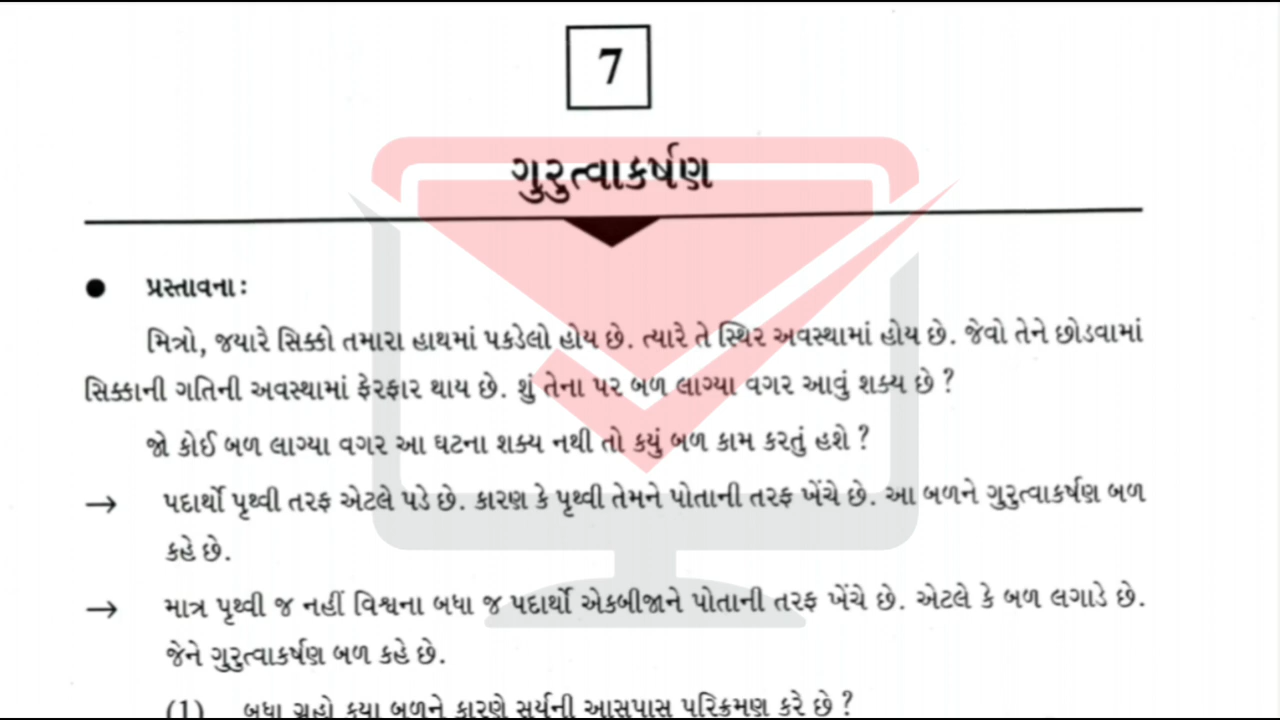 7
ગુરુત્વાકર્ષણ
● પ્રસ્તાવના :
મિત્રો, જયારે સિક્કો તમારા હાથમાં પકડેલો હોય છે. ત્યારે તે સ્થિર અવસ્થામાં હોય છે. જેવો તેને છોડવામાં
સિક્કાની ગતિની અવસ્થામાં ફેરફાર થાય છે. શું તેના પર બળ લાગ્યા વગર આવું શક્ય છે ?
જો કોઈ બળ લાગ્યા વગર આ ઘટના શક્ય નથી તો કયું બળ કામ કરતું હશે ?
→ પદાર્થો પૃથ્વી તરફ એટલે પડે છે. કારણ કે પૃથ્વી તેમને પોતાની તરફ ખેંચે છે. આ બળને ગુરુત્વાકર્ષણ બળ
કહે છે.
→ માત્ર પૃથ્વી જ નહીં વિશ્વના બધા જ પદાર્થો એકબીજાને પોતાની તરફ ખેંચે છે. એટલે કે બળ લગાડે છે.
જેને ગુરુત્વાકર્ષણ બળ કહે છે.
(1) બધા ગ્રહો કયા બળને કારણે સૂર્યની આસપાસ પરિક્રમણ કરે છે ?